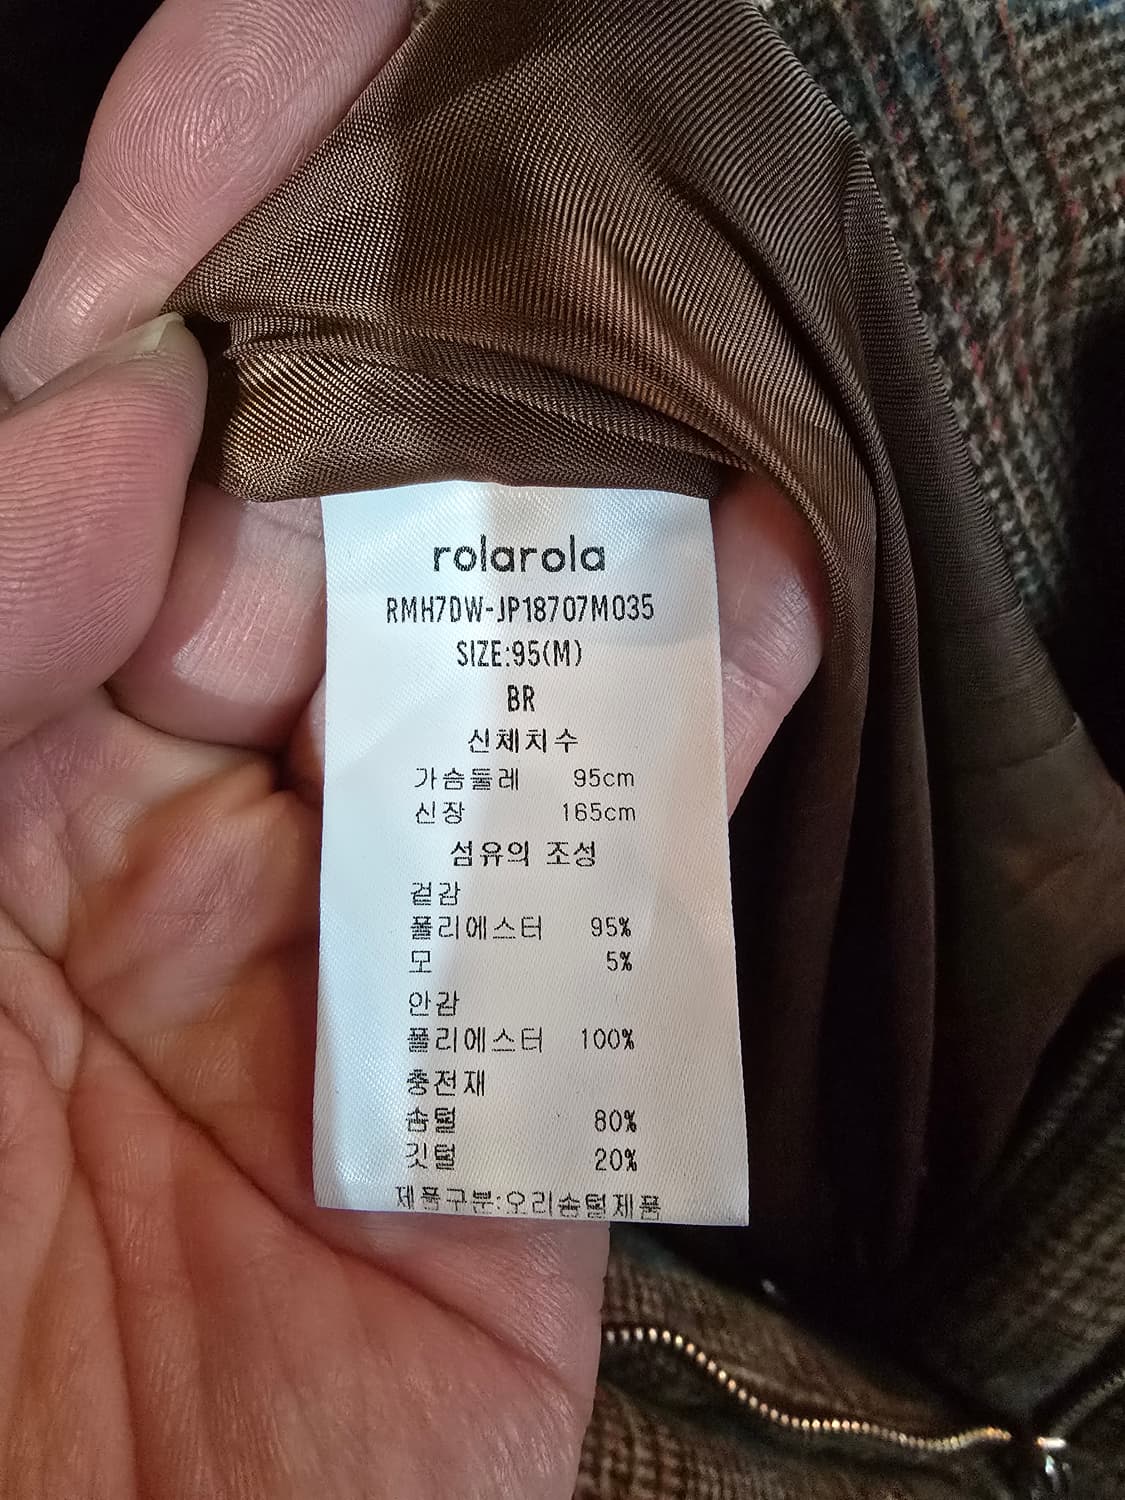 rolarola
RMH7DW-JP18707M035
SIZE:95(M)
BR
신체치수
가슴둘레 95cm
신장 165cm
섬유의 조성
겉감
폴리에스터 95%
모 5%
안감
폴리에스터 100%
충전재
솜털 80%
깃털 20%
제품구분:오리솜털제품